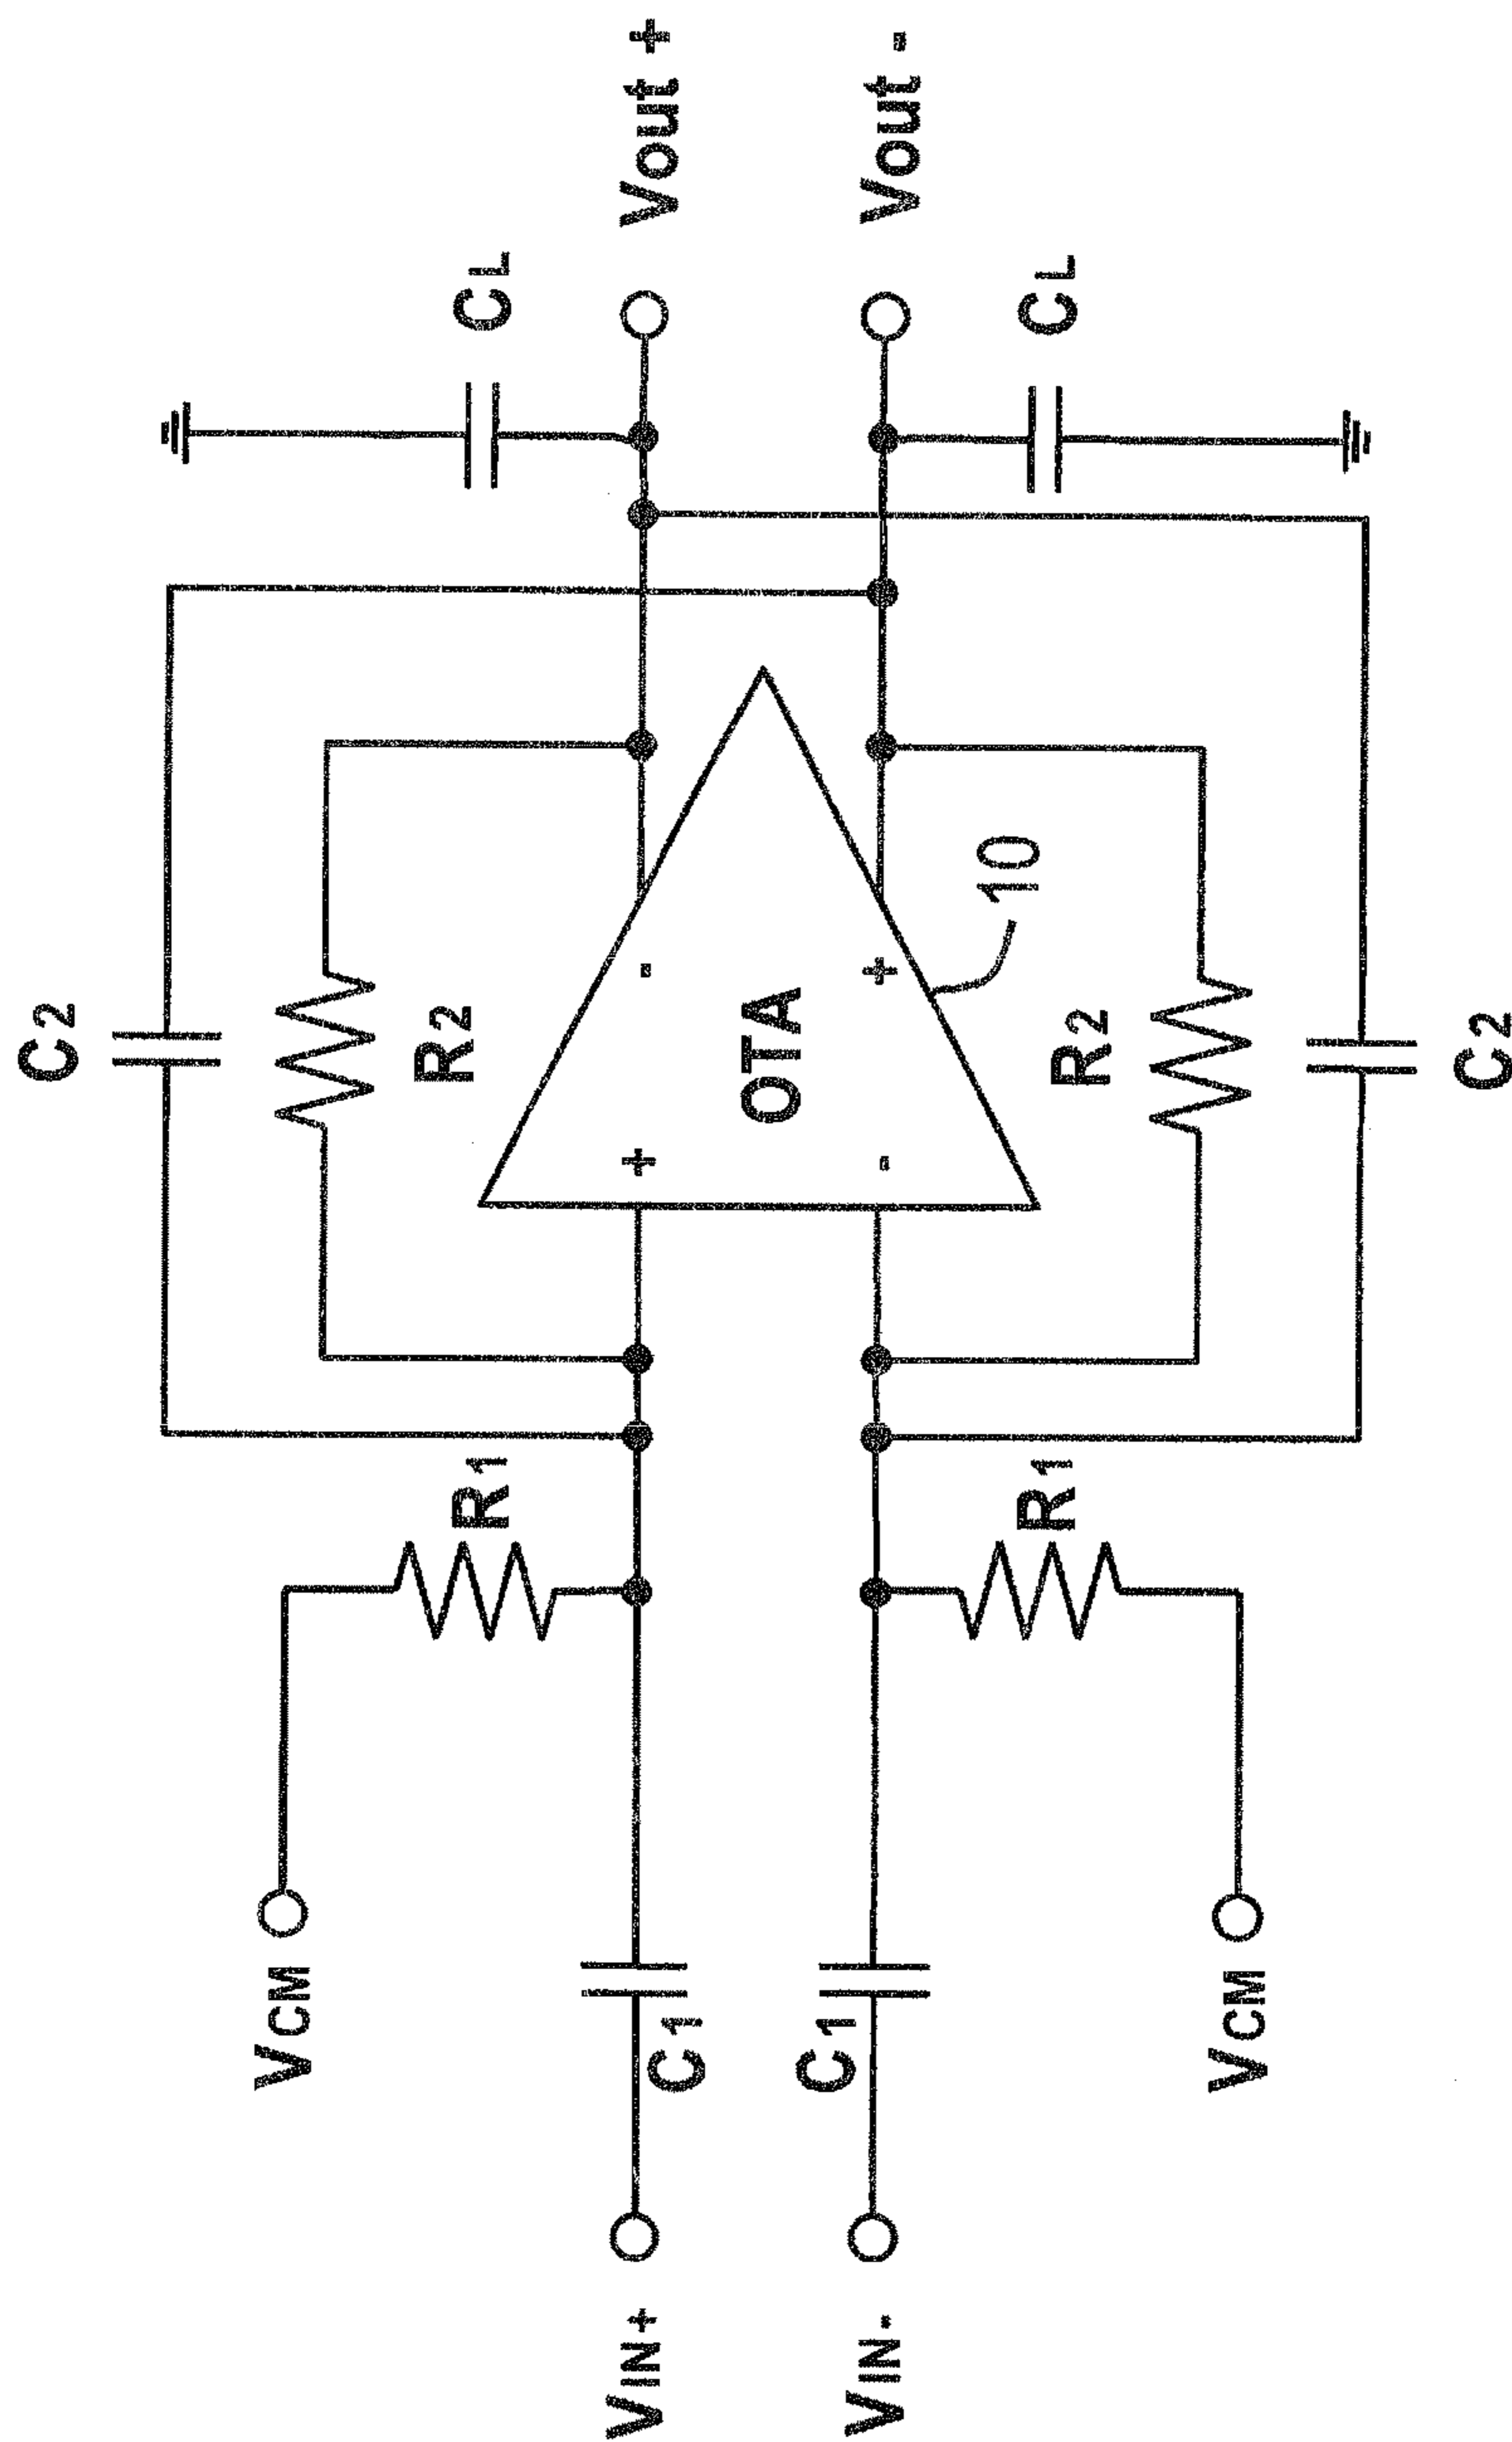 C2
R2
VCM
R1
CL
VIN+
C1
+
-
Vout +
OTA
VIN-
C1
-
+
Vout -
10
VCM
R1
R2
CL
C2